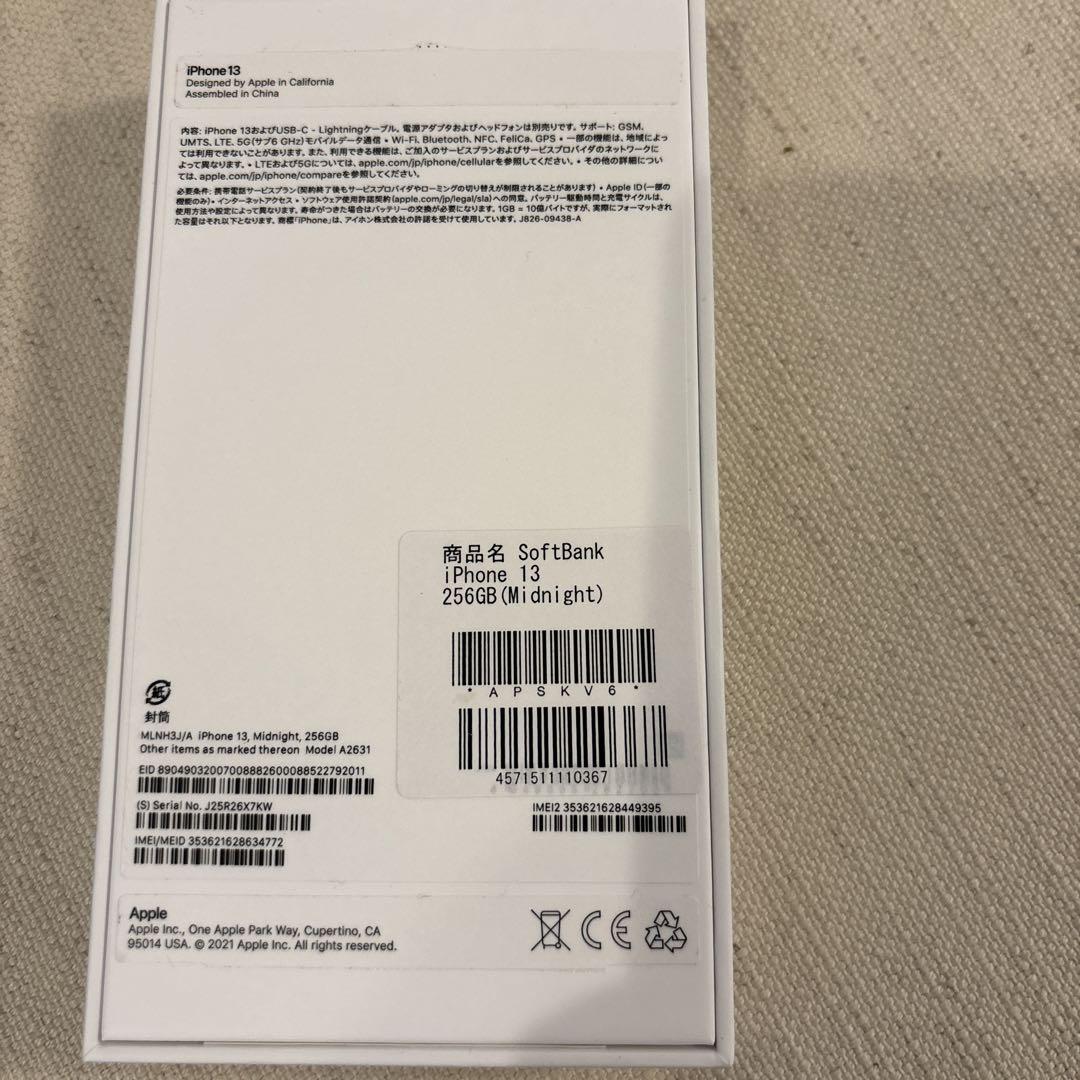 iPhone 13
Designed by Apple in California
Assembled in China
内容: iPhone 13およびUSB-C - Lightningケーブル。電源アダプタおよびヘッドフォンは別売りです。サポート: GSM、
UMTS、LTE、5G(サブ6 GHz)モバイルデータ通信 • Wi-Fi、Bluetooth、NFC、FeliCa、GPS • 一部の機能は、地域によっ
ては利用できないことがあります。また、利用できる機能は、ご加入のサービスプランおよびサービスプロバイダのネットワークに
よって異なります。• LTEおよび5Gについては、apple.com/jp/iphone/cellularを参照してください。• その他の詳細につい
ては、apple.com/jp/iphone/compareを参照してください。
必要条件: 携帯電話サービスプラン(契約終了後もサービスプロバイダやローミングの切り替えが制限されることがあります) • Apple ID(一部の
機能のみ)• インターネットアクセス • ソフトウェア使用許諾契約(apple.com/jp/legal/sla)への同意。バッテリー駆動時間と充電サイクルは、
使用方法や設定によって異なります。寿命がつきた場合はバッテリーの交換が必要になります。1GB = 10億バイトですが、実際にフォーマットされ
た容量はそれ以下となります。商標「iPhone」は、アイホン株式会社の許諾を受けて使用しています。J826-09438-A
商品名 SoftBank
iPhone 13
256GB(Midnight)
*APSKV6*
4571511110367
紙
封筒
MLNH3J/A iPhone 13, Midnight, 256GB
Other items as marked thereon Model A2631
EID 89049032007008882600088522792011
(S) Serial No. J25R26X7KW
IMEI2 353621628449395
IMEI/MEID 353621628634772
Apple
Apple Inc., One Apple Park Way, Cupertino, CA
95014 USA. © 2021 Apple Inc. All rights reserved.
CE